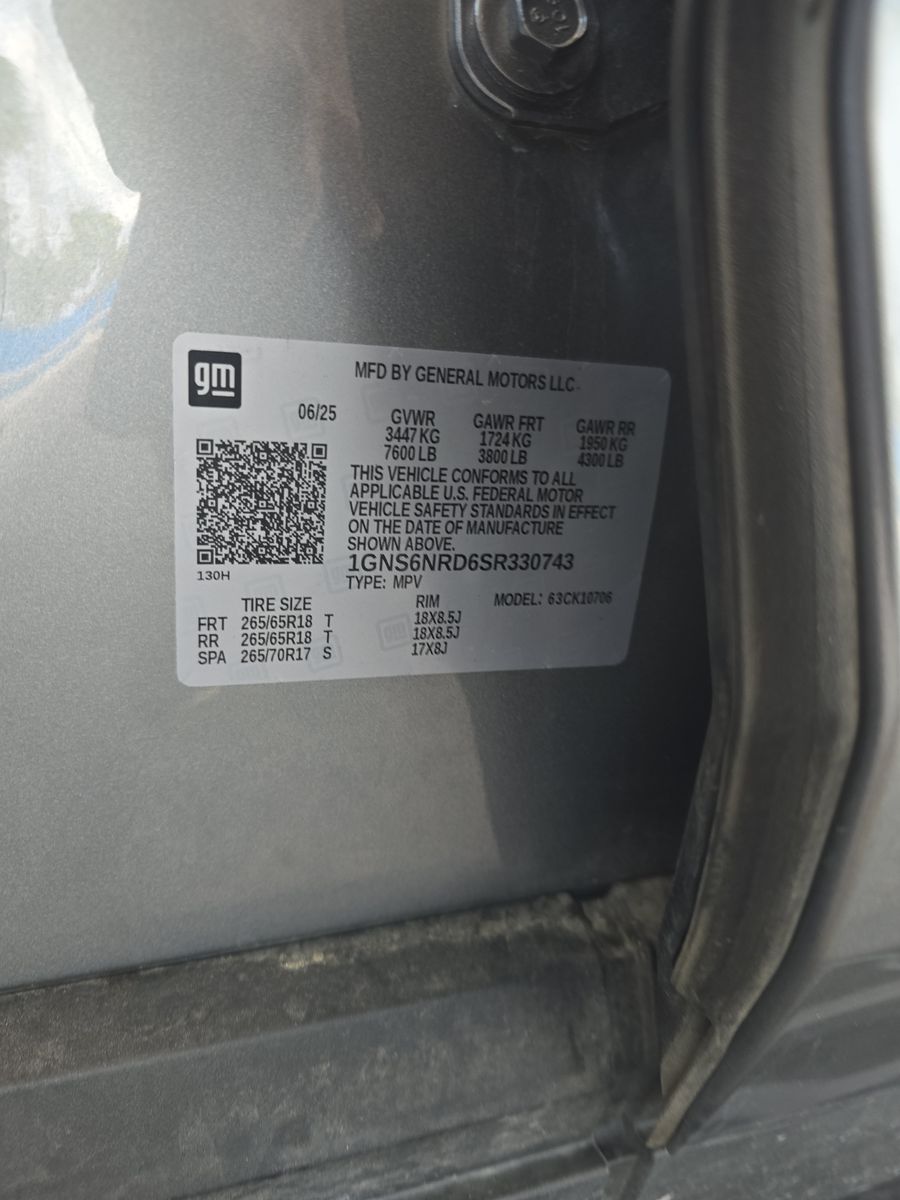 gm
MFD BY GENERAL MOTORS LLC
06/25
GVWR GAWR FRT GAWR RR
3447 KG 1724 KG 1950 KG
7600 LB 3800 LB 4300 LB
THIS VEHICLE CONFORMS TO ALL
APPLICABLE U.S. FEDERAL MOTOR
VEHICLE SAFETY STANDARDS IN EFFECT
ON THE DATE OF MANUFACTURE
SHOWN ABOVE.
1GNS6NRD6SR330743
130H
TYPE: MPV
MODEL: 63CK10706
TIRE SIZE RIM
FRT 265/65R18 T 18X8.5J
RR 265/65R18 T 18X8.5J
SPA 265/70R17 S 17X8J